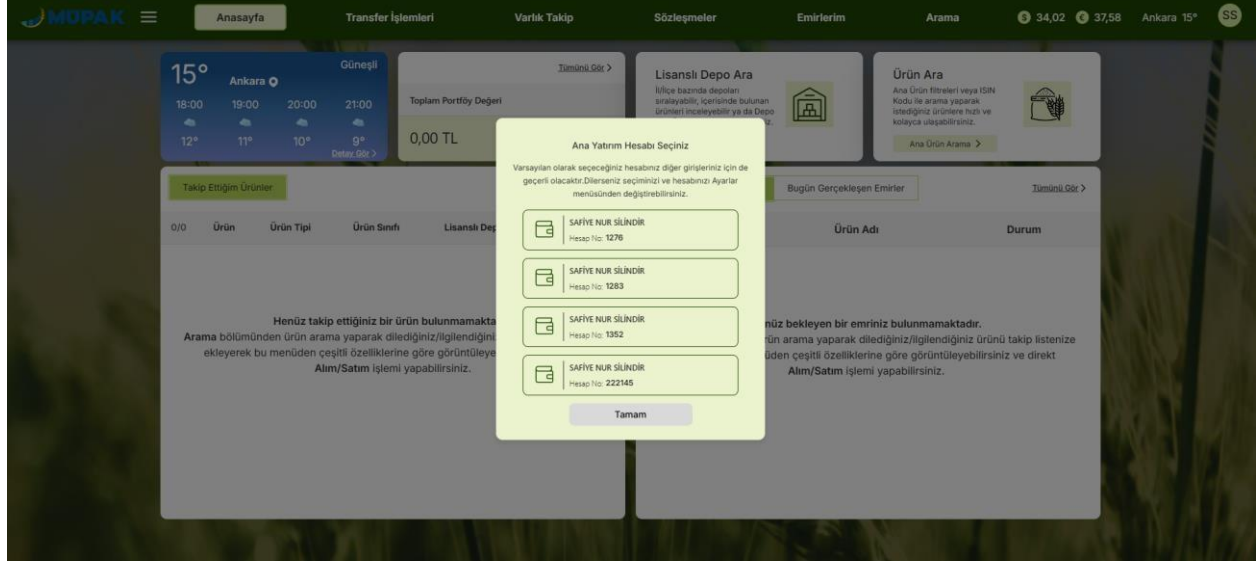 MÜPAK
Anasayfa
Transfer İşlemleri
Varlık Takip
Sözleşmeler
Emirlerim
Arama
34,02
37,58
Ankara 15°
SS
15°
Ankara
Güneşli
18:00 19:00 20:00 21:00
12° 11° 10° 9°
Detay Gör >
Tümünü Gör >
Toplam Portföy Değeri
0,00 TL
Lisanslı Depo Ara
İl/İlçe bazında depoları
sıralayabilir, içerisinde bulunan
ürünleri inceleyebilir ya da Depo
Ürün Ara
Ana Ürün filtreleri veya ISIN
Kodu ile arama yaparak
istediğiniz ürünlere hızlı ve
kolayca ulaşabilirsiniz.
Ana Ürün Arama >
Ana Yatırım Hesabı Seçiniz
Varsayılan olarak seçeceğiniz hesabınız diğer girişleriniz için de
geçerli olacaktır.Dilerseniz seçiminizi ve hesabınızı Ayarlar
menüsünden değiştirebilirsiniz.
SAFİYE NUR SİLİNDİR
Hesap No: 1276
SAFİYE NUR SİLİNDİR
Hesap No: 1283
SAFİYE NUR SİLİNDİR
Hesap No: 1352
SAFİYE NUR SİLİNDİR
Hesap No: 222145
Tamam
Takip Ettiğim Ürünler
0/0 Ürün Ürün Tipi Ürün Sınıfı Lisanslı Dep
Henüz takip ettiğiniz bir ürün bulunmamakta
Arama bölümünden ürün arama yaparak dilediğiniz/ilgilendiğini
ekleyerek bu menüden çeşitli özelliklerine göre görüntüleye
Alım/Satım işlemi yapabilirsiniz.
Bugün Gerçekleşen Emirler
Tümünü Gör >
Ürün Adı Durum
nüz bekleyen bir emriniz bulunmamaktadır.
rün arama yaparak dilediğiniz/ilgilendiğiniz ürünü takip listenize
üden çeşitli özelliklerine göre görüntüleyebilirsiniz ve direkt
Alım/Satım işlemi yapabilirsiniz.